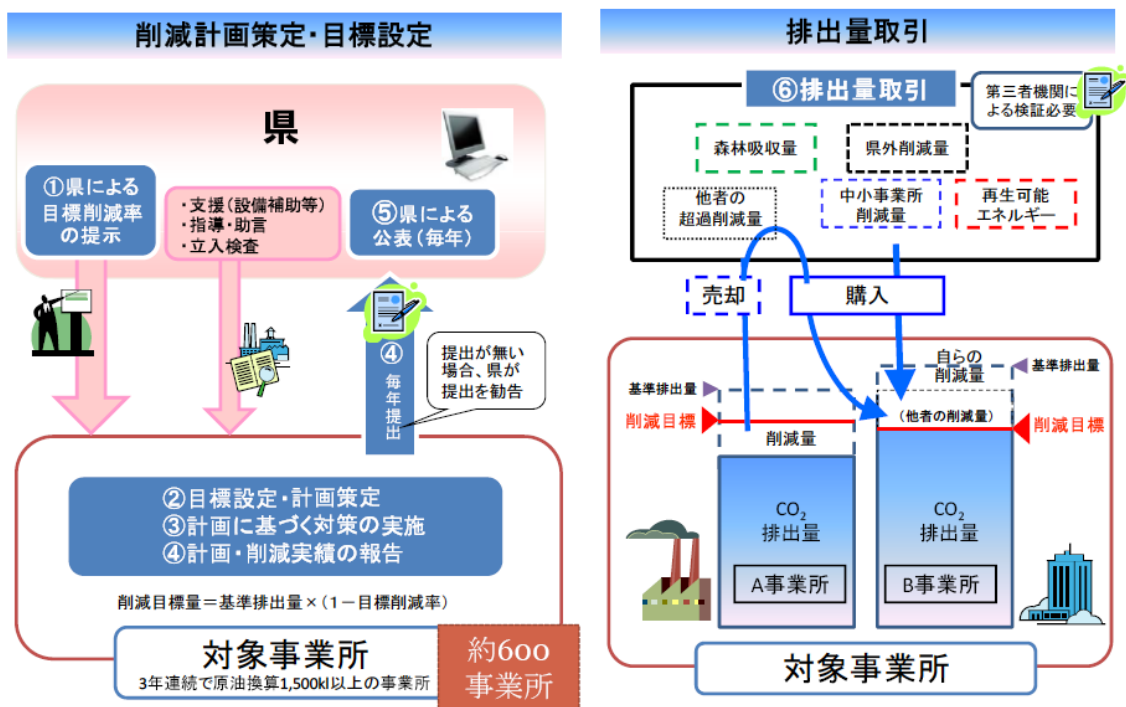 削減計画策定・目標設定
県
①県による
目標削減率
の提示
・支援（設備補助等）
・指導・助言
・立入検査
⑤県による
公表（毎年）
④
毎年提出
提出が無い
場合、県が
提出を勧告
②目標設定・計画策定
③計画に基づく対策の実施
④計画・削減実績の報告
削減目標量＝基準排出量×（1－目標削減率）
対象事業所
3年連続で原油換算1,500kl以上の事業所
約600
事業所
排出量取引
⑥排出量取引
第三者機関に
よる検証必要
森林吸収量
県外削減量
他者の
超過削減量
中小事業所
削減量
再生可能
エネルギー
売却
購入
基準排出量
削減目標
削減量
CO₂
排出量
A事業所
自らの
削減量
（他者の削減量）
基準排出量
削減目標
CO₂
排出量
B事業所
対象事業所